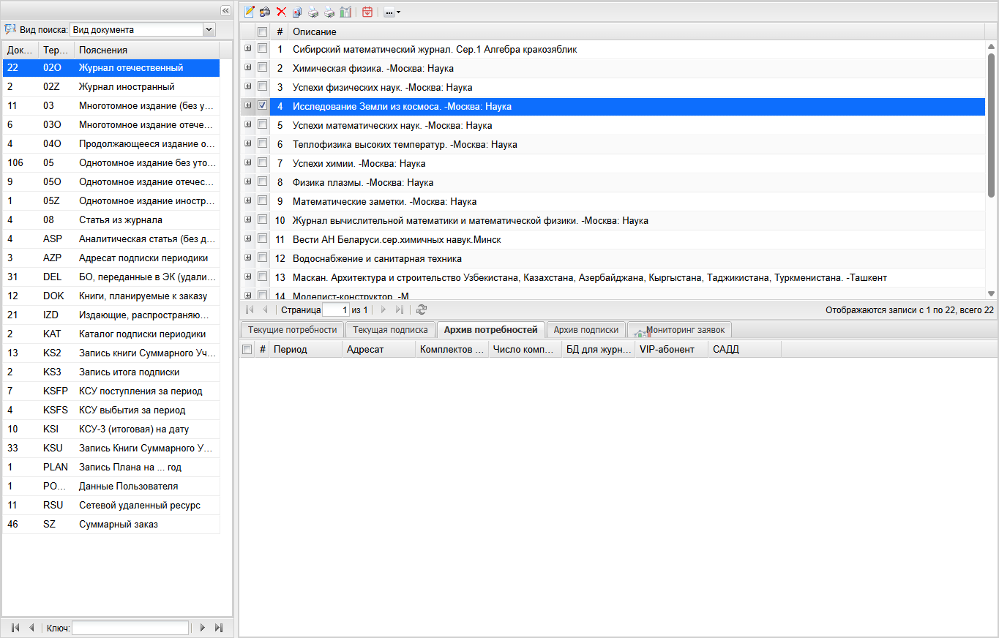 Вид поиска: Вид документа
Док... Тер... Пояснения
22 02O Журнал отечественный
2 02Z Журнал иностранный
11 03 Многотомное издание (без у...
6 03O Многотомное издание отече...
4 04O Продолжающееся издание о...
106 05 Однотомное издание без уто...
9 05O Однотомное издание отечес...
1 05Z Однотомное издание иностр...
4 08 Статья из журнала
4 ASP Аналитическая статья (без д...
3 AZP Адресат подписки периодики
31 DEL БО, переданные в ЭК (удали...
12 DOK Книги, планируемые к заказу
21 IZD Издающие, распространяю...
2 KAT Каталог подписки периодики
13 KS2 Запись книги Суммарного Уч...
2 KS3 Запись итога подписки
7 KSFP КСУ поступления за период
4 KSFS КСУ выбытия за период
10 KSI КСУ-3 (итоговая) на дату
33 KSU Запись Книги Суммарного У...
1 PLAN Запись Плана на ... год
1 PO... Данные Пользователя
11 RSU Сетевой удаленный ресурс
46 SZ Суммарный заказ
Ключ:
# Описание
1 Сибирский математический журнал. Сер.1 Алгебра кракозяблик
2 Химическая физика. -Москва: Наука
3 Успехи физических наук. -Москва: Наука
4 Исследование Земли из космоса. -Москва: Наука
5 Успехи математических наук. -Москва: Наука
6 Теплофизика высоких температур. -Москва: Наука
7 Успехи химии. -Москва: Наука
8 Физика плазмы. -Москва: Наука
9 Математические заметки. -Москва: Наука
10 Журнал вычислительной математики и математической физики. -Москва: Наука
11 Вести АН Беларуси.сер.химичных навук.Минск
12 Водоснабжение и санитарная техника
13 Маскан. Архитектура и строительство Узбекистана, Казахстана, Азербайджана, Кыргыстана, Таджикистана, Туркменистана. -Ташкент
14 Моделист-конструктор. -М
Страница 1 из 1 Отображаются записи с 1 по 22, всего 22
Текущие потребности Текущая подписка Архив потребностей Архив подписки Мониторинг заявок
# Период Адресат Комплектов ... Число комп... БД для журн... VIP-абонент САДД